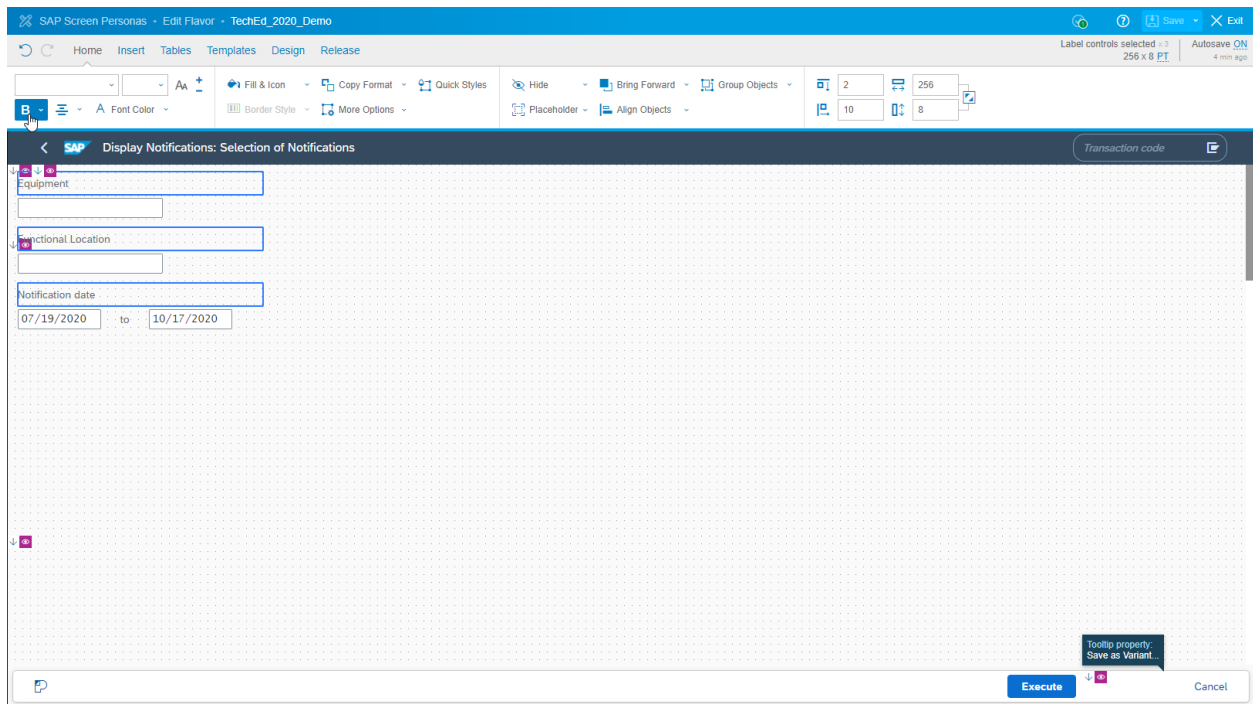 SAP Screen Personas • Edit Flavor • TechEd_2020_Demo
Save
Exit
Home Insert Tables Templates Design Release
Label controls selected x 3
256 x 8 PT
Autosave ON
4 min ago
Fill & Icon Copy Format Quick Styles Hide Bring Forward Group Objects 2 256
B Font Color Border Style More Options Placeholder Align Objects 10 8
SAP Display Notifications: Selection of Notifications Transaction code
Equipment
Functional Location
Notification date
07/19/2020 to 10/17/2020
Tooltip property:
Save as Variant...
Execute Cancel